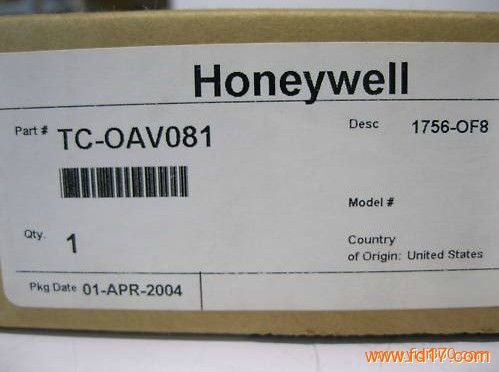 Honeywell
Part # TC-OAV081
Desc 1756-OF8
Model #
Qty. 1
Country
of Origin: United States
Pkg Date 01-APR-2004
www.fd170.com